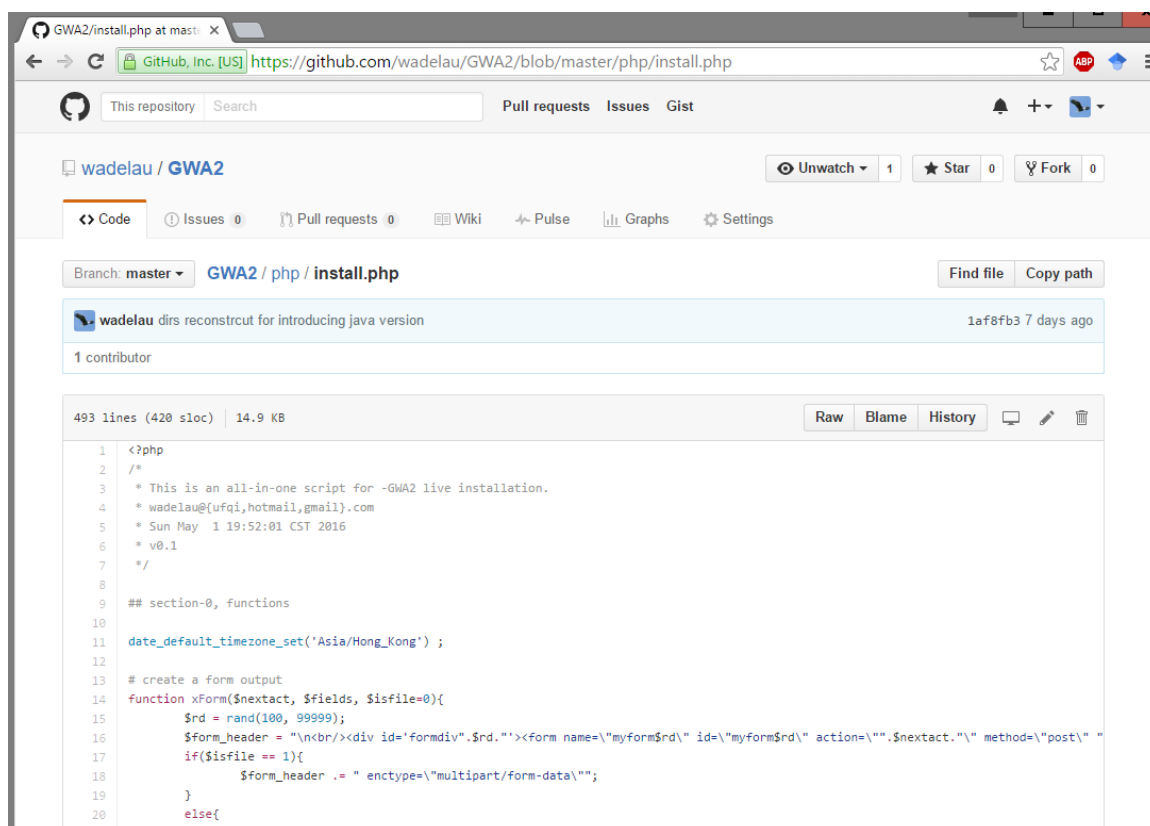 GWA2/install.php at mast
GitHub, Inc. [US] https://github.com/wadelau/GWA2/blob/master/php/install.php
ABP
This repository Search Pull requests Issues Gist
wadelau / GWA2 Unwatch 1 Star 0 Fork 0
Code Issues 0 Pull requests 0 Wiki Pulse Graphs Settings
Branch: master GWA2 / php / install.php Find file Copy path
wadelau dirs reconstrcut for introducing java version 1af8fb3 7 days ago
1 contributor
493 lines (420 sloc) 14.9 KB Raw Blame History
1 <?php
2 /*
3 * This is an all-in-one script for -GWA2 live installation.
4 * wadelau@{ufqi,hotmail,gmail}.com
5 * Sun May  1 19:52:01 CST 2016
6 * v0.1
7 */
8
9 ## section-0, functions
10
11 date_default_timezone_set('Asia/Hong_Kong') ;
12
13 # create a form output
14 function xForm($nextact, $fields, $isfile=0){
15 $rd = rand(100, 99999);
16 $form_header = "\n<br/><div id='formdiv".$rd."'><form name=\"myform$rd\" id=\"myform$rd\" action=\"".$nextact."\" method=\"post\" "
17 if($isfile == 1){
18 $form_header .= " enctype=\"multipart/form-data\"";
19 }
20 else{